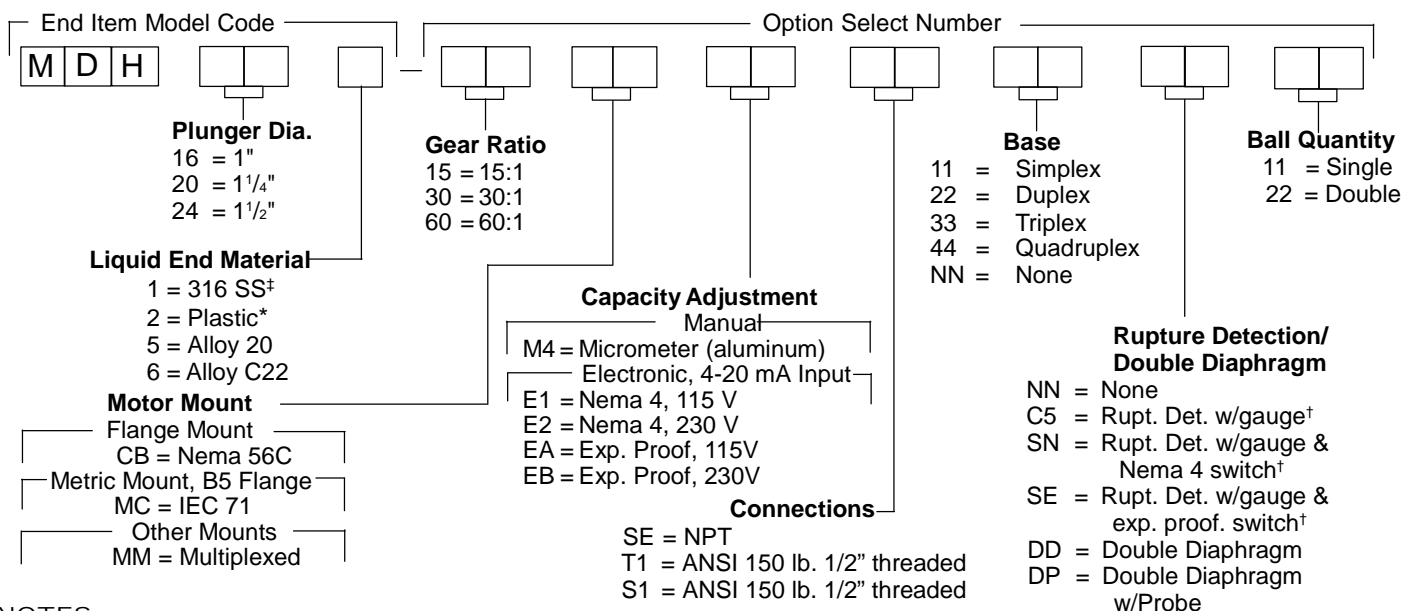 End Item Model Code
Option Select Number
M D H
Plunger Dia.
16 = 1"
20 = 1 1/4"
24 = 1 1/2"
Liquid End Material
1 = 316 SS‡
2 = Plastic*
5 = Alloy 20
6 = Alloy C22
Gear Ratio
15 = 15:1
30 = 30:1
60 = 60:1
Motor Mount
Flange Mount
CB = Nema 56C
Metric Mount, B5 Flange
MC = IEC 71
Other Mounts
MM = Multiplexed
Capacity Adjustment
Manual
M4 = Micrometer (aluminum)
Electronic, 4-20 mA Input
E1 = Nema 4, 115 V
E2 = Nema 4, 230 V
EA = Exp. Proof, 115V
EB = Exp. Proof, 230V
Connections
SE = NPT
T1 = ANSI 150 lb. 1/2” threaded
S1 = ANSI 150 lb. 1/2” threaded
Base
11 = Simplex
22 = Duplex
33 = Triplex
44 = Quadruplex
NN = None
Rupture Detection/
Double Diaphragm
NN = None
C5 = Rupt. Det. w/gauge†
SN = Rupt. Det. w/gauge &
Nema 4 switch†
SE = Rupt. Det. w/gauge &
exp. proof. switch†
DD = Double Diaphragm
DP = Double Diaphragm
w/Probe
Ball Quantity
11 = Single
22 = Double
NOTES